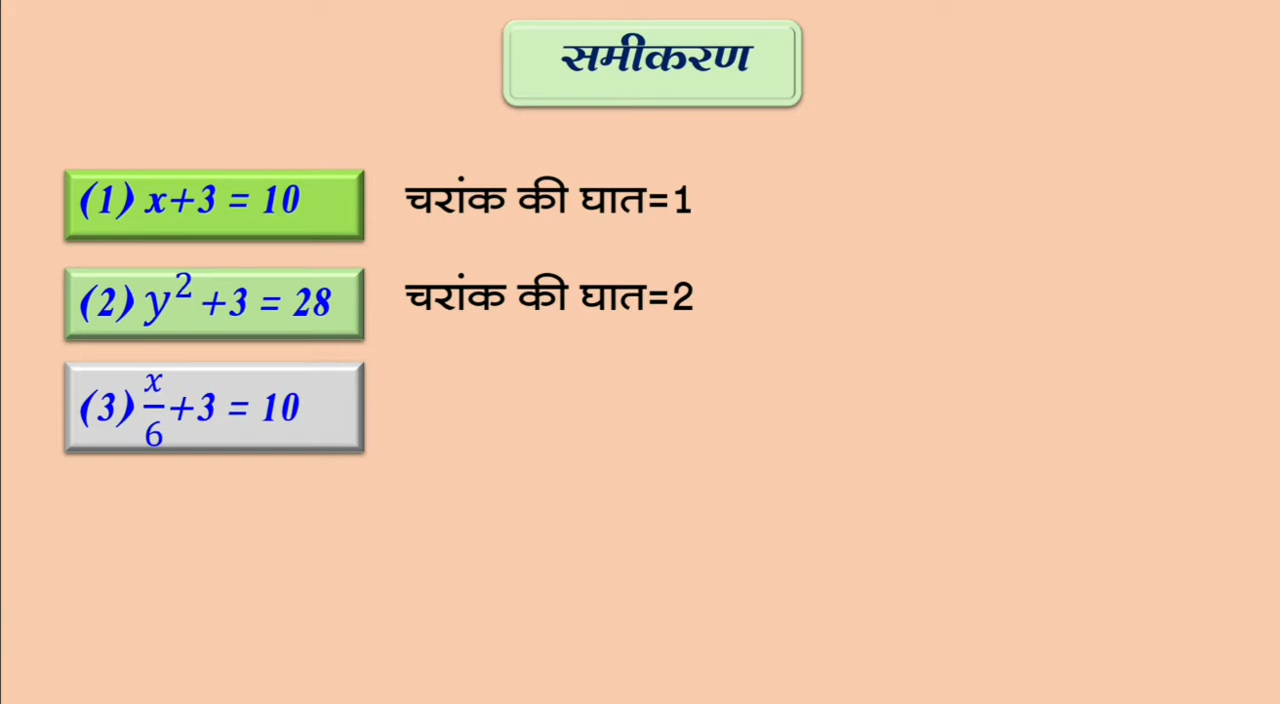 समीकरण
(1) x+3 = 10 चरांक की घात=1
(2) y² +3 = 28 चरांक की घात=2
(3) x/6 +3 = 10